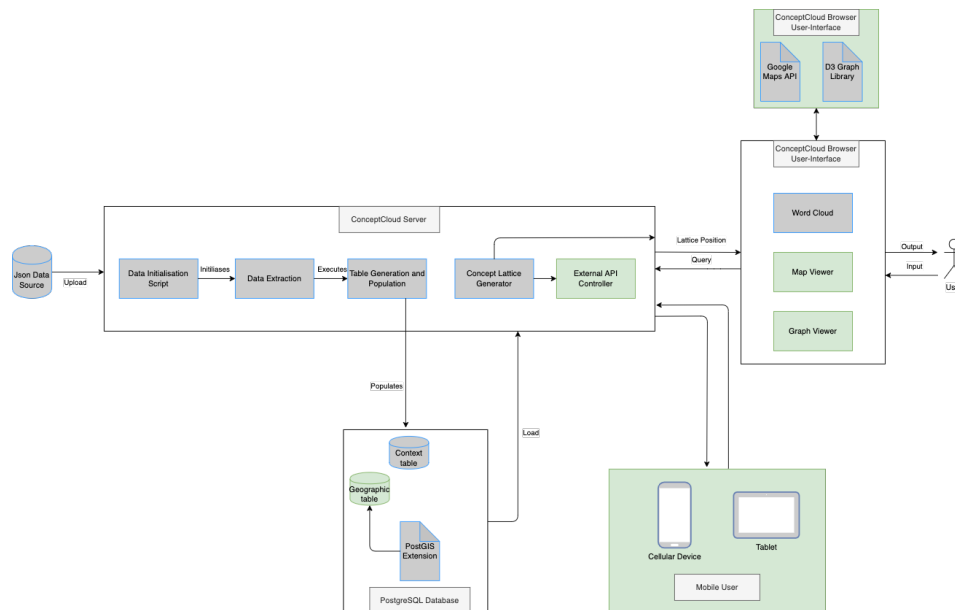 ConceptCloud Browser
User-Interface
Google
Maps API
D3 Graph
Library
ConceptCloud Browser
User-Interface
Word Cloud
Map Viewer
Graph Viewer
Output
Input
ConceptCloud Server
Json Data
Source
Upload
Data Initialisation
Script
Initiliases
Data Extraction
Executes
Table Generation and
Population
Concept Lattice
Generator
External API
Controller
Lattice Position
Query
Populates
Load
Context
table
Geographic
table
PostGIS
Extension
PostgreSQL Database
Cellular Device
Tablet
Mobile User